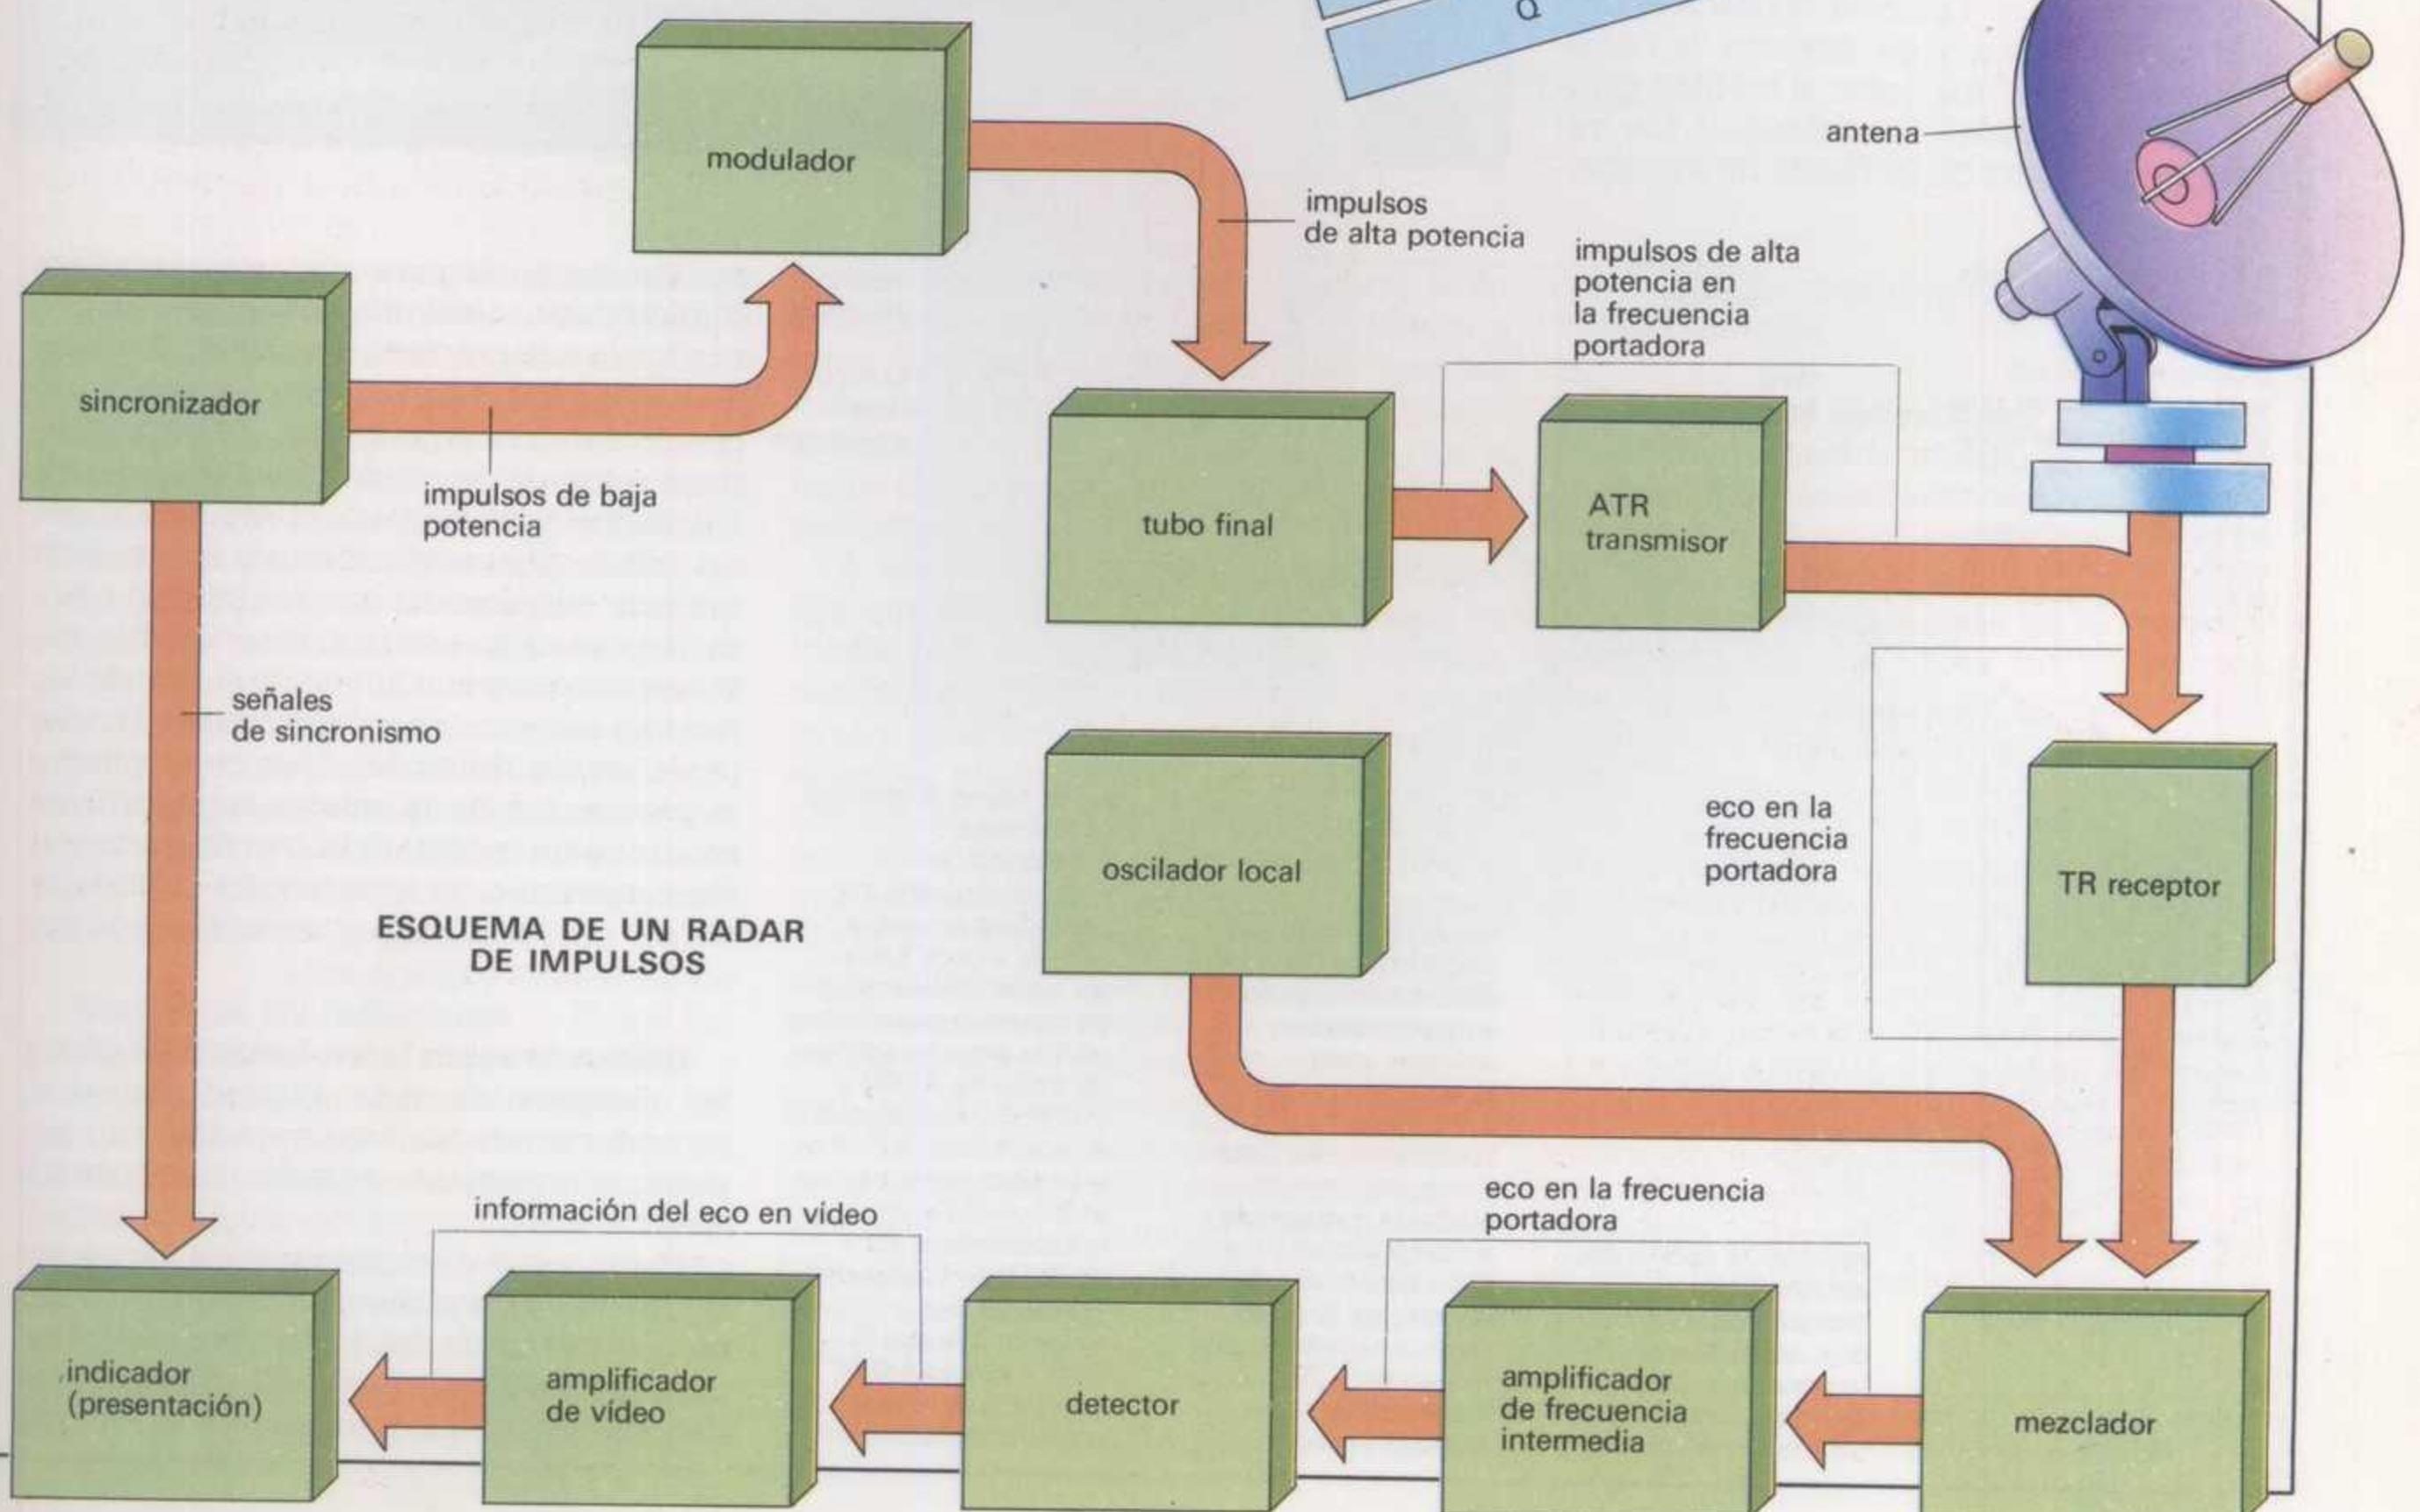 Q
antena
modulador
impulsos
de alta potencia
impulsos de alta
potencia en
la frecuencia
portadora
sincronizador
impulsos de baja
potencia
tubo final
ATR
transmisor
señales
de sincronismo
oscilador local
eco en la
frecuencia
portadora
TR receptor
ESQUEMA DE UN RADAR
DE IMPULSOS
información del eco en vídeo
eco en la frecuencia
portadora
indicador
(presentación)
amplificador
de vídeo
detector
amplificador
de frecuencia
intermedia
mezclador